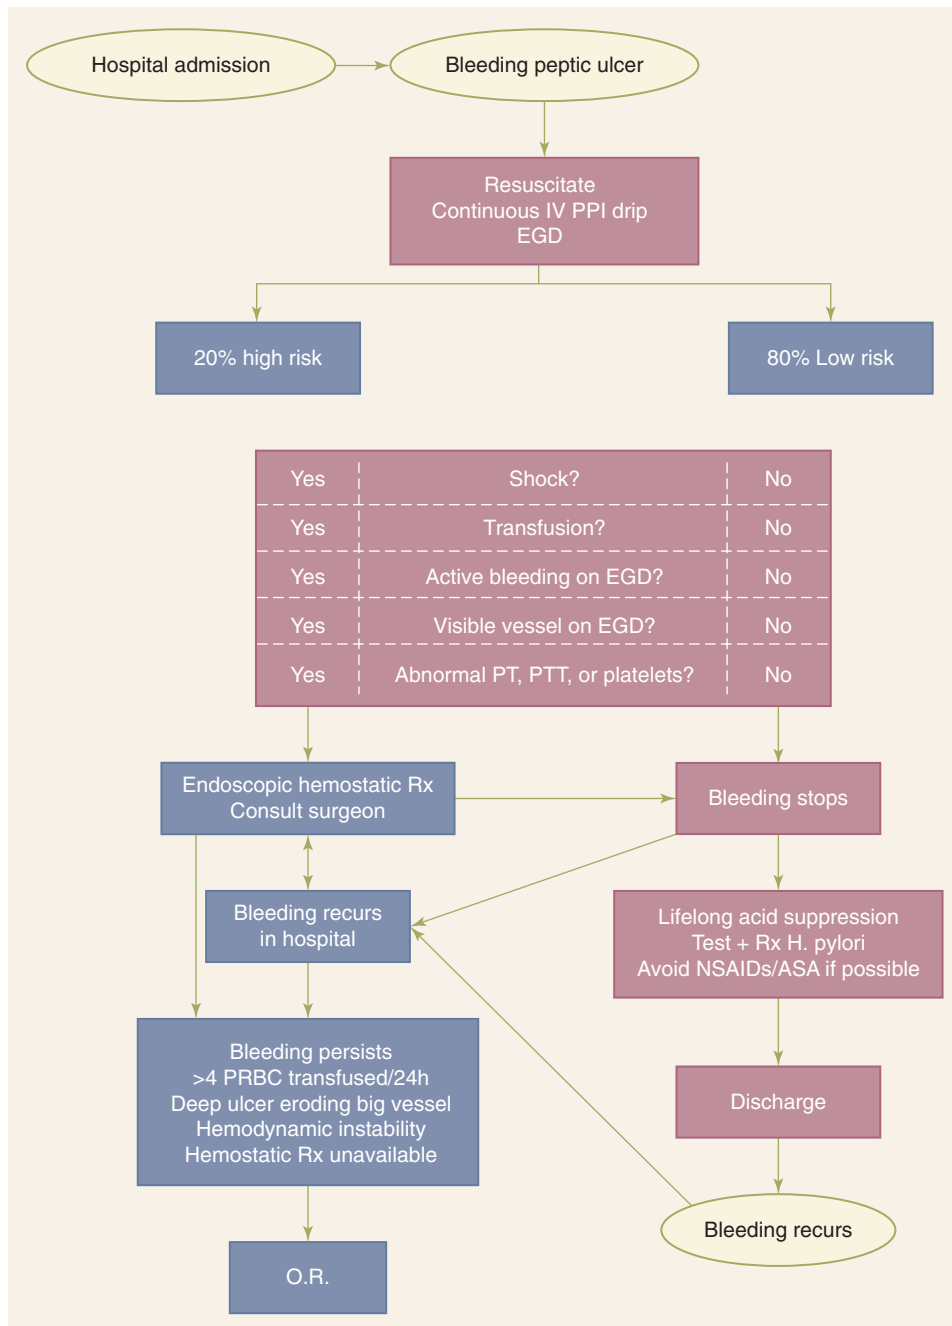 Hospital admission
Bleeding peptic ulcer
Resuscitate
Continuous IV PPI drip
EGD
20% high risk
80% Low risk
Yes Shock? No
Yes Transfusion? No
Yes Active bleeding on EGD? No
Yes Visible vessel on EGD? No
Yes Abnormal PT, PTT, or platelets? No
Endoscopic hemostatic Rx
Consult surgeon
Bleeding stops
Bleeding recurs
in hospital
Lifelong acid suppression
Test + Rx H. pylori
Avoid NSAIDs/ASA if possible
Bleeding persists
>4 PRBC transfused/24h
Deep ulcer eroding big vessel
Hemodynamic instability
Hemostatic Rx unavailable
Discharge
Bleeding recurs
O.R.